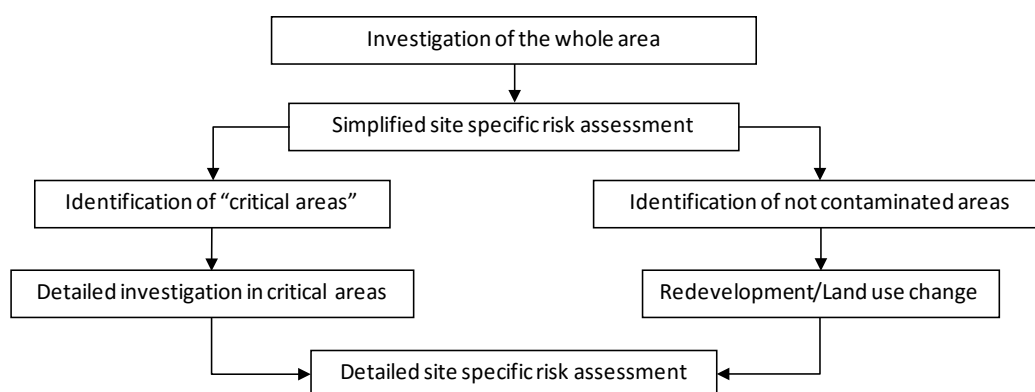 Investigation of the whole area
Simplified site specific risk assessment
Identification of “critical areas”
Identification of not contaminated areas
Detailed investigation in critical areas
Redevelopment/Land use change
Detailed site specific risk assessment